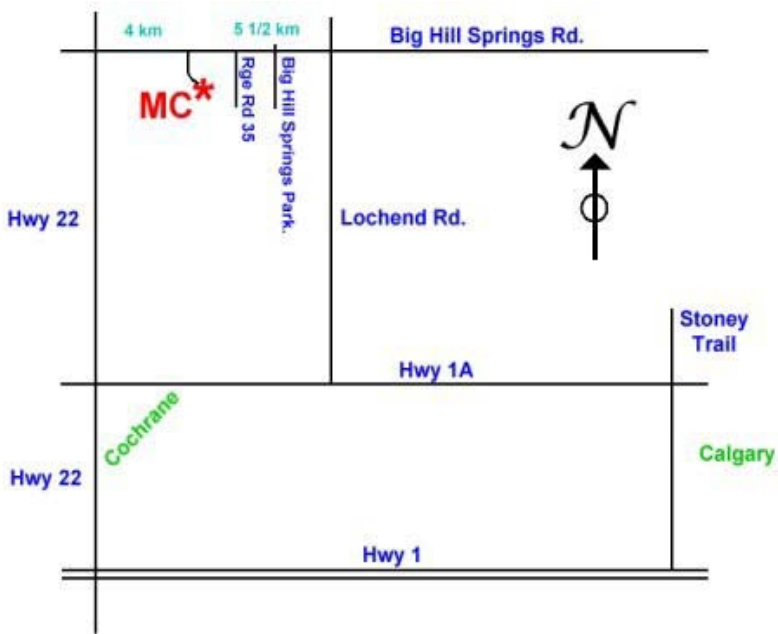 4 km
5 1/2 km
Big Hill Springs Rd.
MC*
Rge Rd 35
Big Hill Springs Park.
N
Hwy 22
Lochend Rd.
Stoney
Trail
Hwy 1A
Cochrane
Calgary
Hwy 22
Hwy 1